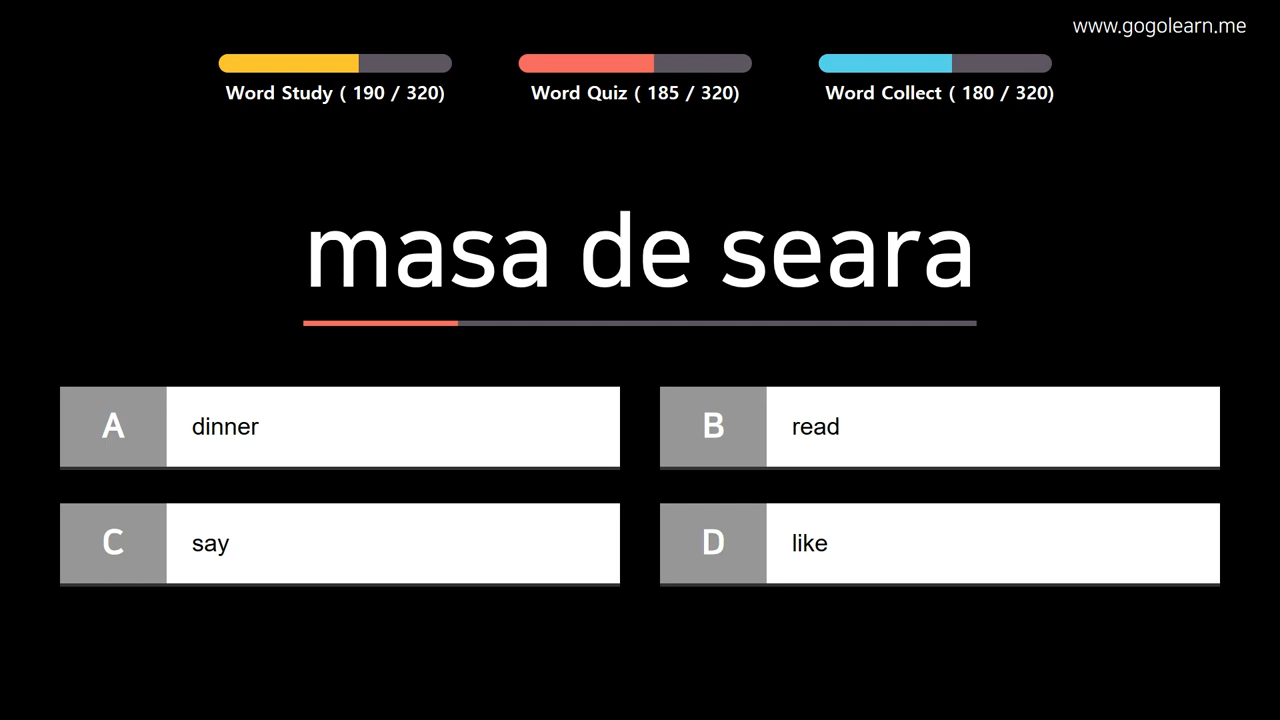 www.gogolearn.me
Word Study ( 190 / 320)
Word Quiz ( 185 / 320)
Word Collect ( 180 / 320)
masa de seara
A dinner
B read
C say
D like